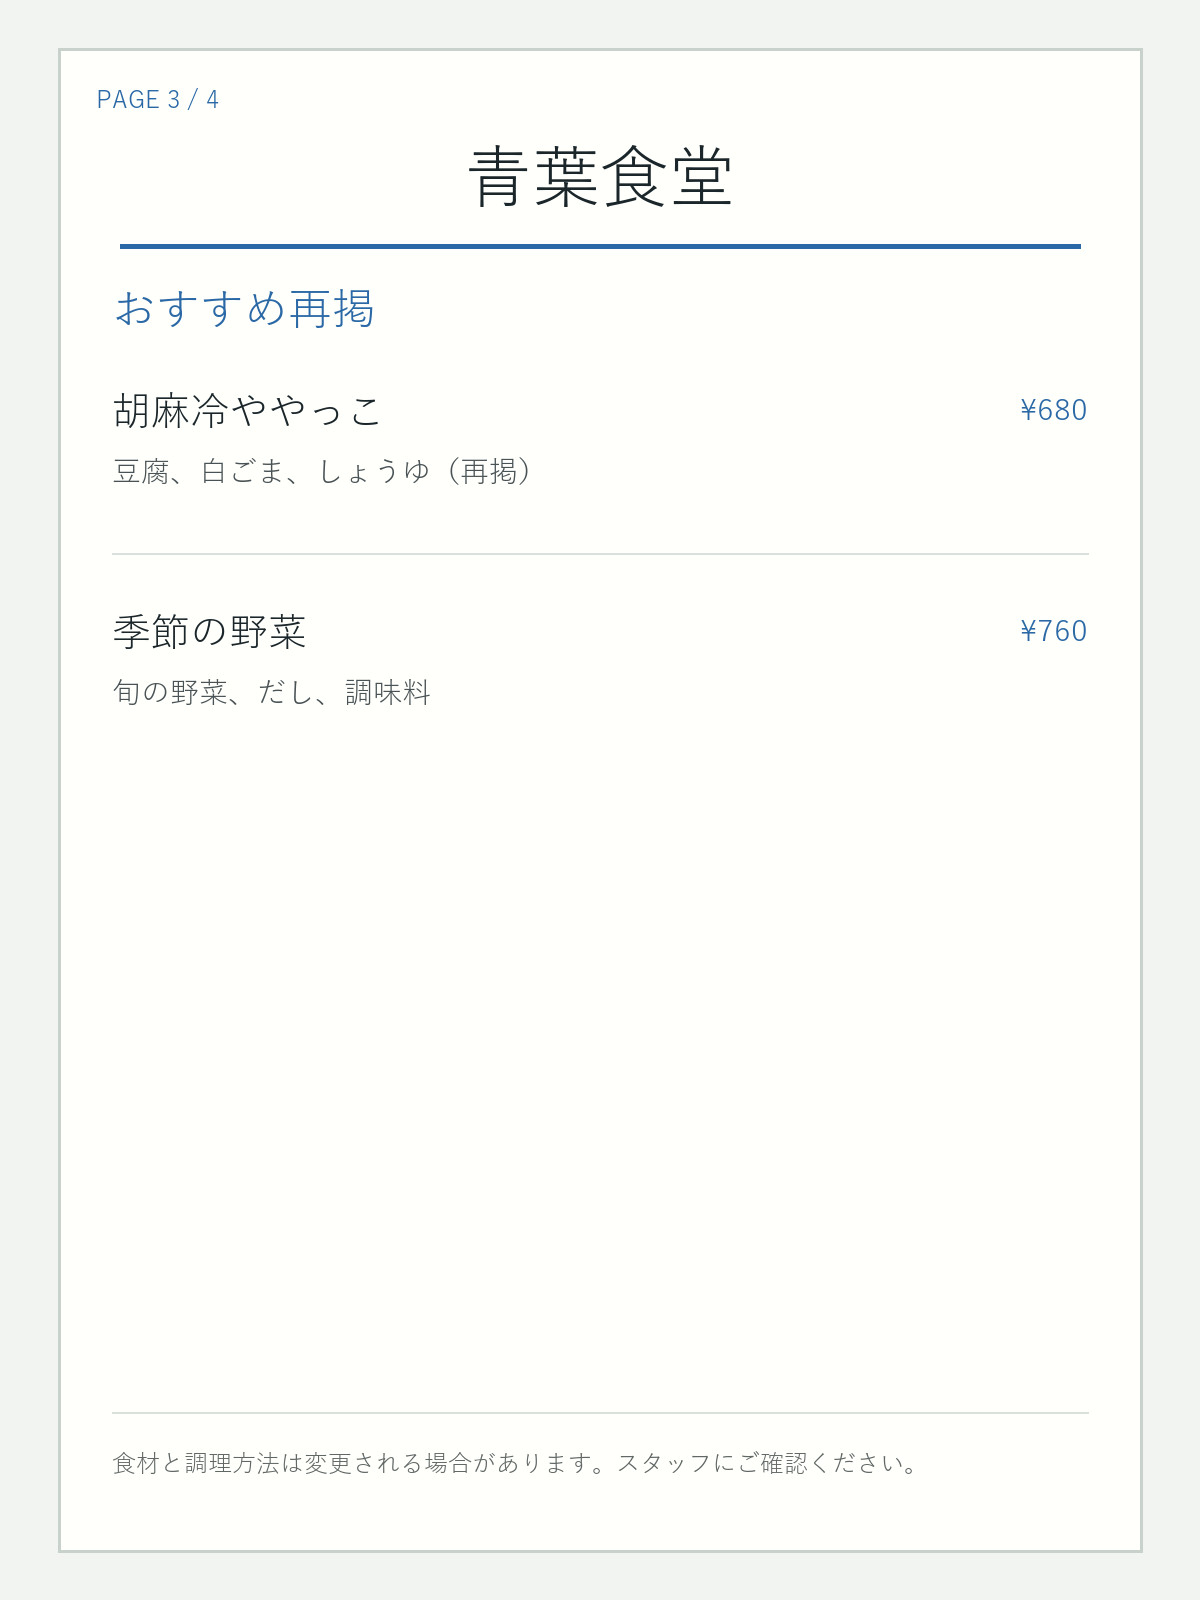 PAGE 3 / 4
青葉食堂
おすすめ再掲
胡麻冷ややっこ ¥680
豆腐、白ごま、しょうゆ（再掲）
季節の野菜 ¥760
旬の野菜、だし、調味料
食材と調理方法は変更される場合があります。スタッフにご確認ください。